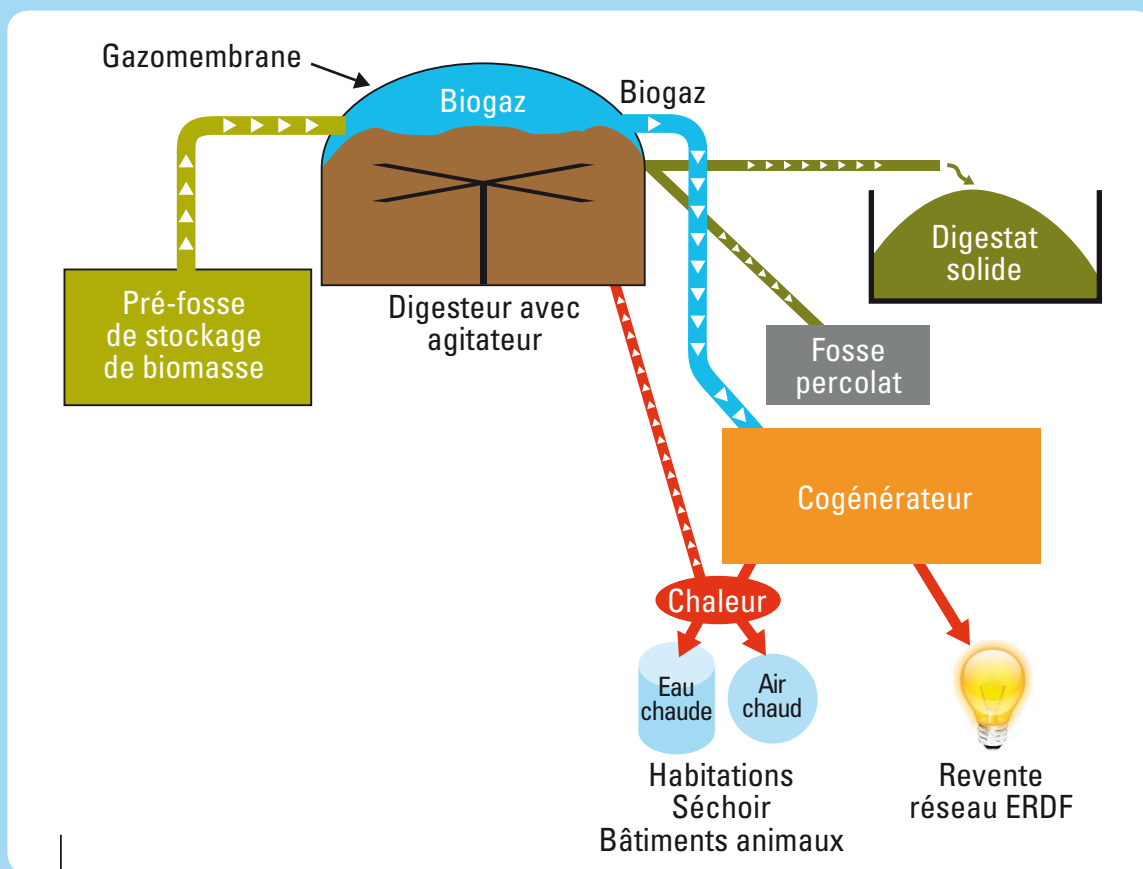 Gazomembrane
Biogaz
Biogaz
Pré-fosse
de stockage
de biomasse
Digesteur avec
agitateur
Digestat
solide
Fosse
percolat
Cogénérateur
Chaleur
Eau
chaude
Air
chaud
Habitations
Séchoir
Bâtiments animaux
Revente
réseau ERDF